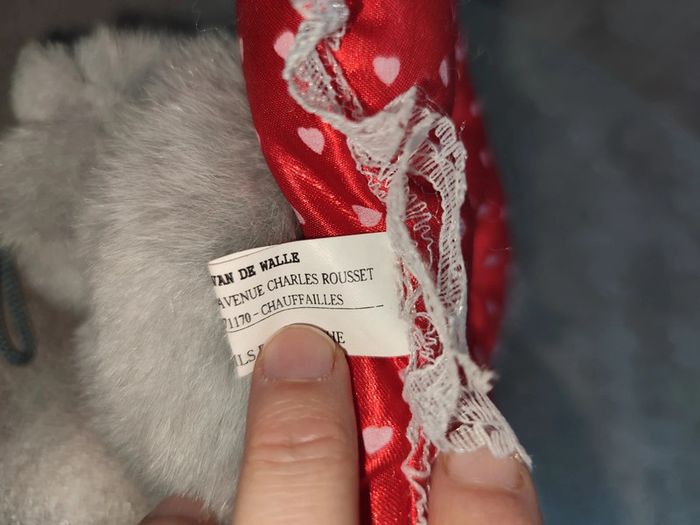 VAN DE WALLE
AVENUE CHARLES ROUSSET
71170 - CHAUFFAILLES